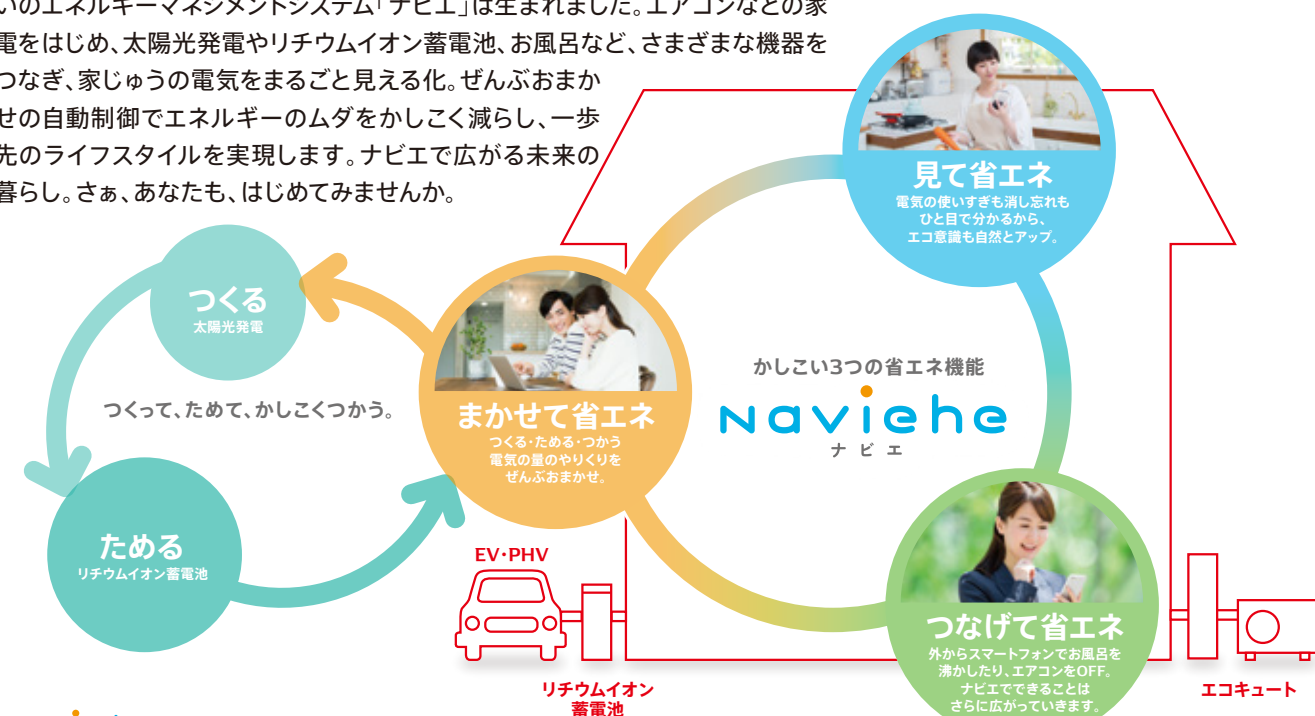 いのエネルギーマネジメントシステム「ナビエ」は生まれました。エアコンなどの家
電をはじめ、太陽光発電やリチウムイオン蓄電池、お風呂など、さまざまな機器を
つなぎ、家じゅうの電気をまるごと見える化。ぜんぶおまか
せの自動制御でエネルギーのムダをかしこく減らし、一歩
先のライフスタイルを実現します。ナビエで広がる未来の
暮らし。さぁ、あなたも、はじめてみませんか。
見て省エネ
電気の使いすぎも消し忘れも
ひと目で分かるから、
エコ意識も自然とアップ。
つくる
太陽光発電
つくって、ためて、かしこくつかう。
まかせて省エネ
つくる・ためる・つかう
電気の量のやりくりを
ぜんぶおまかせ。
かしこい3つの省エネ機能
naviehe
ナビエ
ためる
リチウムイオン蓄電池
EV・PHV
つなげて省エネ
外からスマートフォンでお風呂を
沸かしたり、エアコンをOFF。
ナビエでできることは
さらに広がっていきます。
リチウムイオン
蓄電池
エコキュート